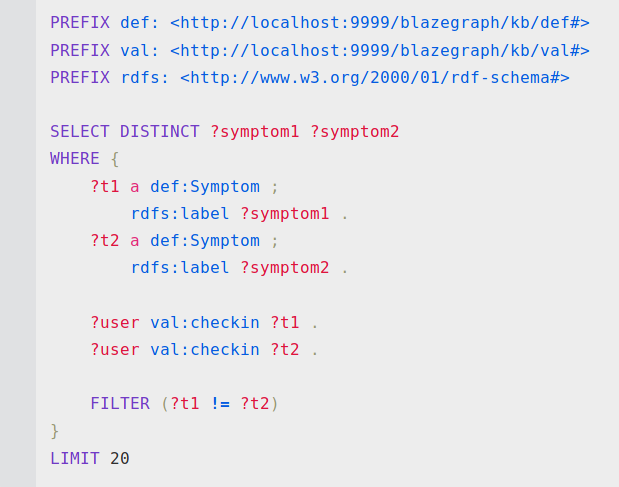 PREFIX def: <http://localhost:9999/blazegraph/kb/def#>
PREFIX val: <http://localhost:9999/blazegraph/kb/val#>
PREFIX rdfs: <http://www.w3.org/2000/01/rdf-schema#>

SELECT DISTINCT ?symptom1 ?symptom2
WHERE {
    ?t1 a def:Symptom ;
        rdfs:label ?symptom1 .
    ?t2 a def:Symptom ;
        rdfs:label ?symptom2 .

    ?user val:checkin ?t1 .
    ?user val:checkin ?t2 .

    FILTER (?t1 != ?t2)
}
LIMIT 20